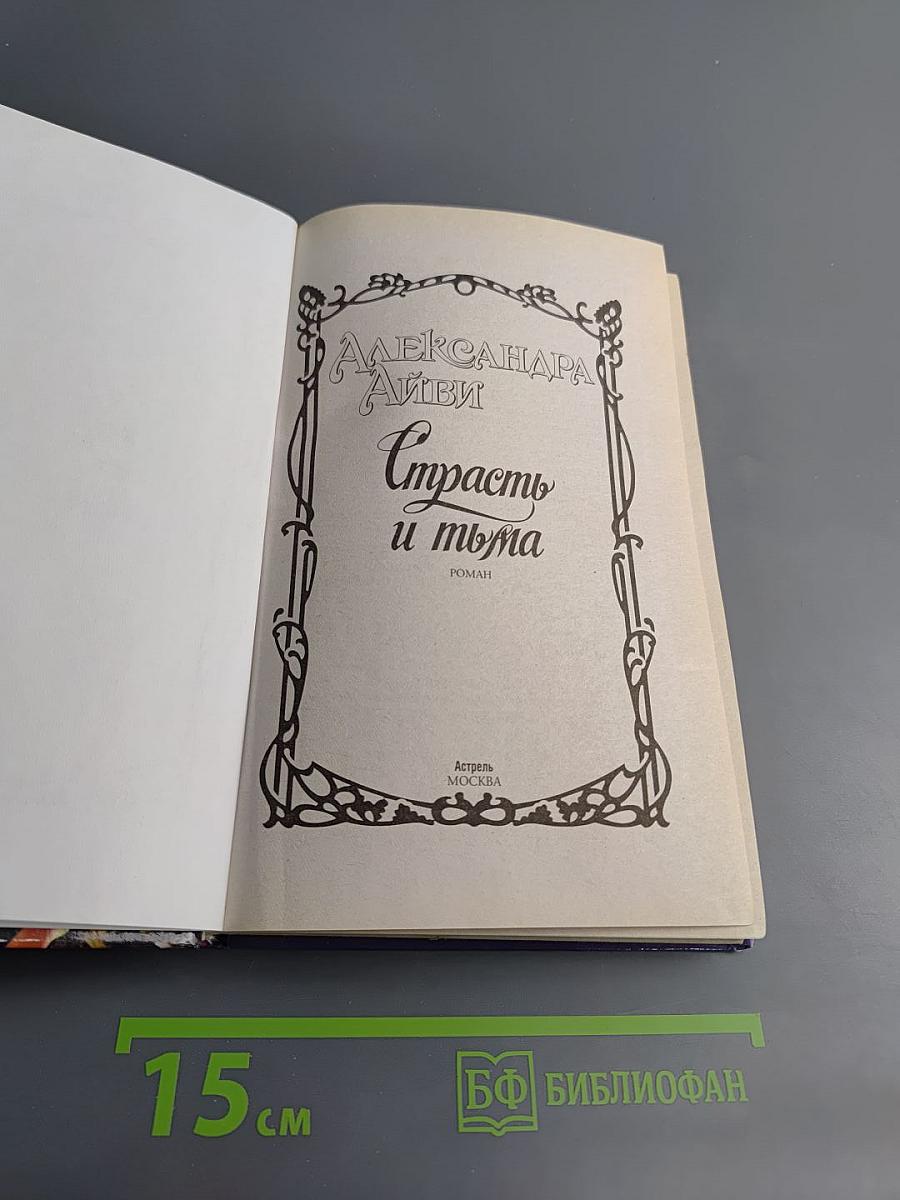 АЛЕКСАНДРА
АЙВИ
Страсть
и тьма
РОМАН
Астрель
МОСКВА
15 см
БФ БИБЛИОФАН